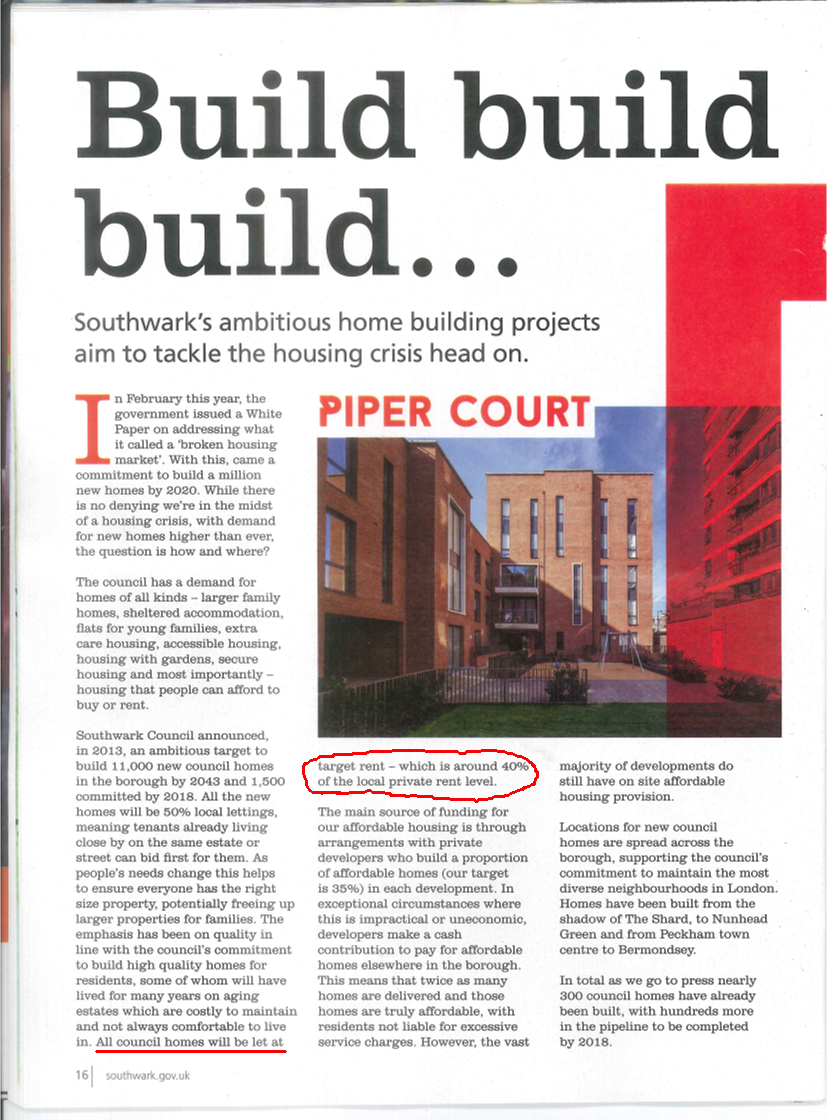 Build build
build...
Southwark's ambitious home building projects
aim to tackle the housing crisis head on.
In February this year, the
government issued a White
Paper on addressing what
it called a 'broken housing
market'. With this, came a
commitment to build a million
new homes by 2020. While there
is no denying we're in the midst
of a housing crisis, with demand
for new homes higher than ever,
the question is how and where?
The council has a demand for
homes of all kinds – larger family
homes, sheltered accommodation,
flats for young families, extra
care housing, accessible housing,
housing with gardens, secure
housing and most importantly –
housing that people can afford to
buy or rent.
Southwark Council announced,
in 2013, an ambitious target to
build 11,000 new council homes
in the borough by 2043 and 1,500
committed by 2018. All the new
homes will be 50% local lettings,
meaning tenants already living
close by on the same estate or
street can bid first for them. As
people's needs change this helps
to ensure everyone has the right
size property, potentially freeing up
larger properties for families. The
emphasis has been on quality in
line with the council's commitment
to build high quality homes for
residents, some of whom will have
lived for many years on aging
estates which are costly to maintain
and not always comfortable to live
in. All council homes will be let at
PIPER COURT
target rent – which is around 40%
of the local private rent level.
The main source of funding for
our affordable housing is through
arrangements with private
developers who build a proportion
of affordable homes (our target
is 35%) in each development. In
exceptional circumstances where
this is impractical or uneconomic,
developers make a cash
contribution to pay for affordable
homes elsewhere in the borough.
This means that twice as many
homes are delivered and those
homes are truly affordable, with
residents not liable for excessive
service charges. However, the vast
majority of developments do
still have on site affordable
housing provision.
Locations for new council
homes are spread across the
borough, supporting the council's
commitment to maintain the most
diverse neighbourhoods in London.
Homes have been built from the
shadow of The Shard, to Nunhead
Green and from Peckham town
centre to Bermondsey.
In total as we go to press nearly
300 council homes have already
been built, with hundreds more
in the pipeline to be completed
by 2018.
16 southwark.gov.uk